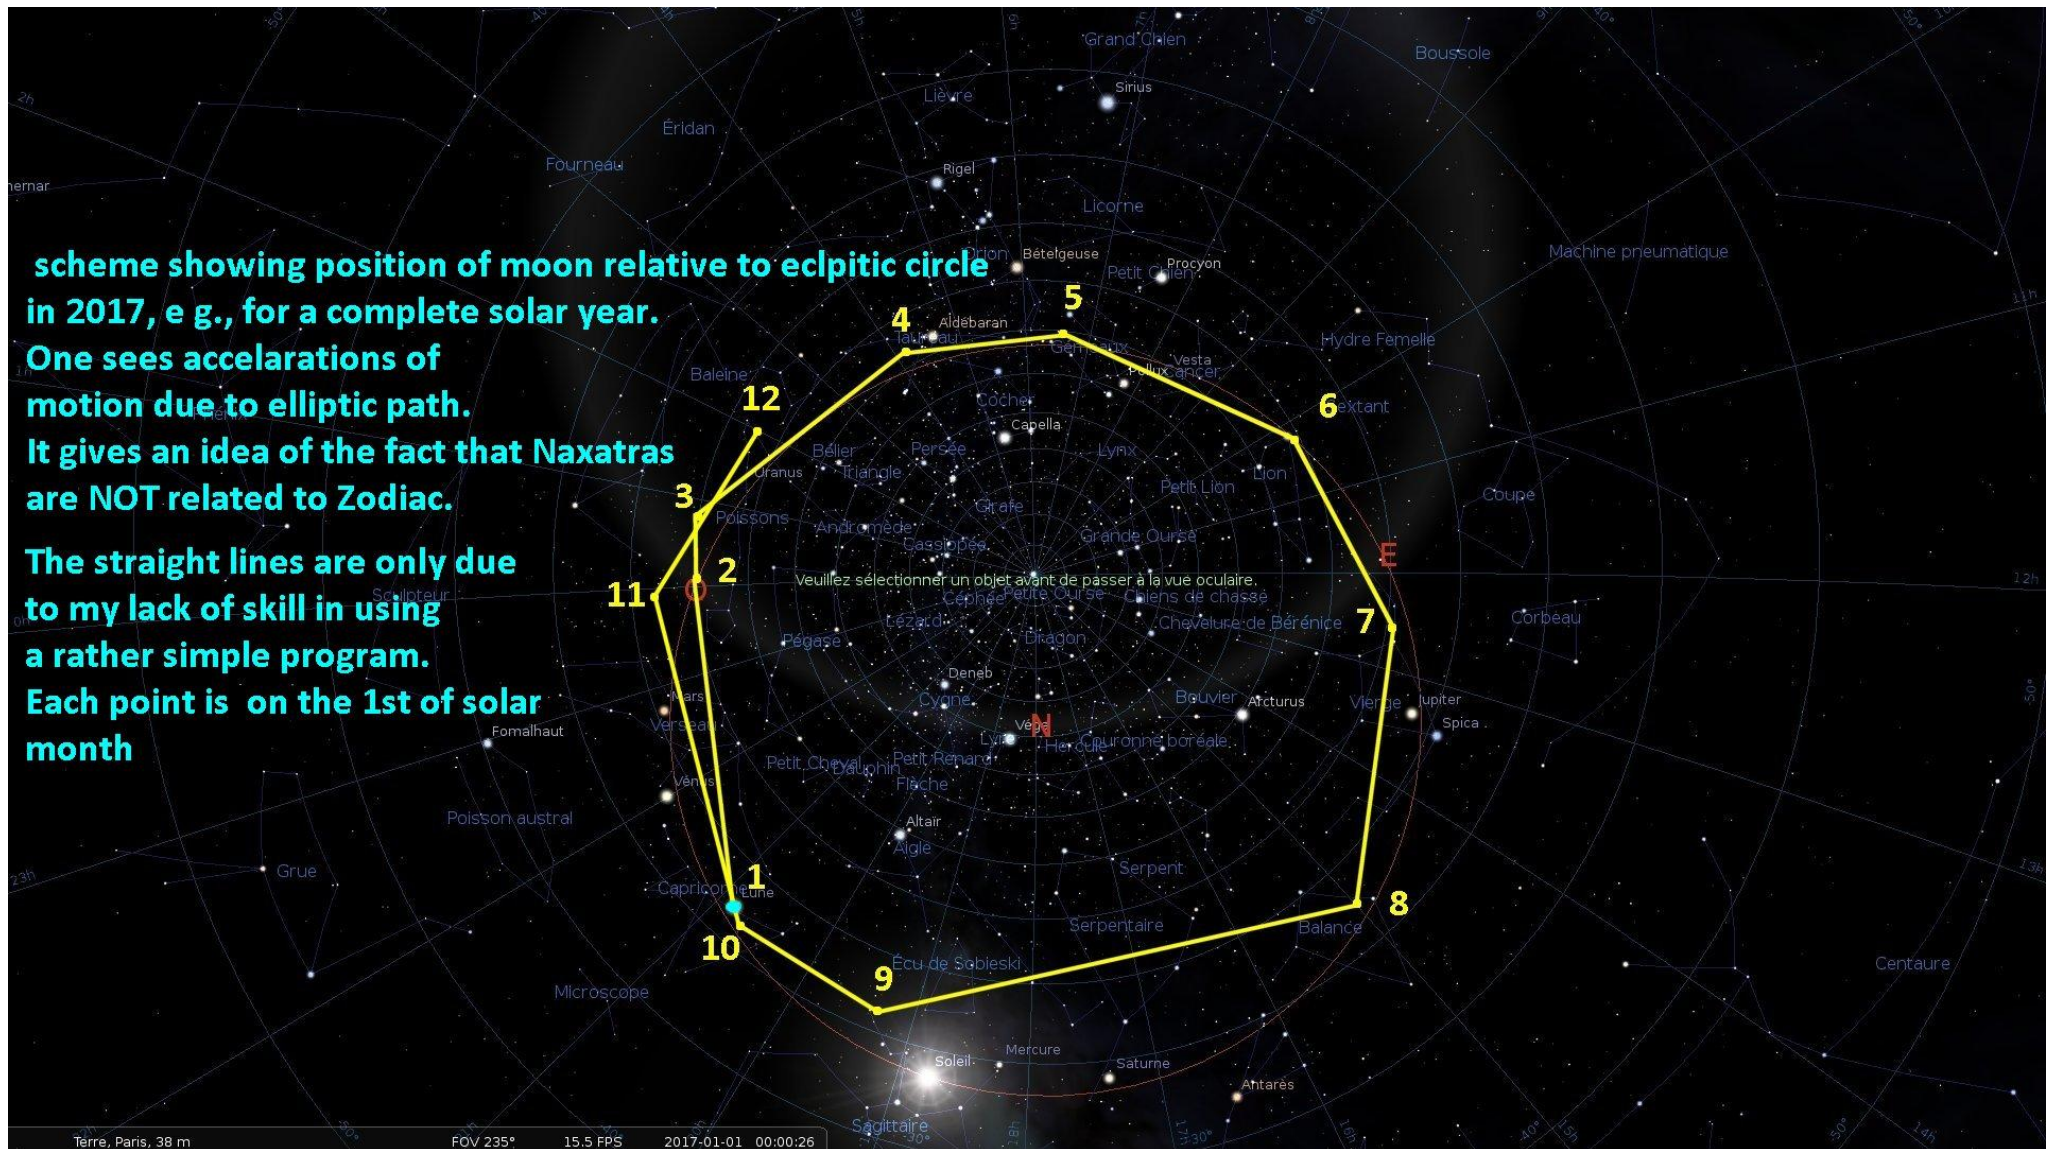 scheme showing position of moon relative to eclpitic circle
in 2017, e g., for a complete solar year.
One sees accelarations of
motion due to elliptic path.
It gives an idea of the fact that Naxatras
are NOT related to Zodiac.
The straight lines are only due
to my lack of skill in using
a rather simple program.
Each point is on the 1st of solar
month
Grand Chien
Boussole
Sirius
Lièvre
Éridan
Fourneau
Rigel
Licorne
Bételgeuse
Procyon
Petit Chien
Machine pneumatique
5
4
Aldébaran
Hydre Femelle
Vesta
Pollux
Cancer
Baleine
12
Cocher
6
Capella
Bélier
Persée
Lynx
Uranus
Triangle
Lion
Petit Lion
Coupe
3
Poissons
Girafe
Andromède
Cassiopée
Grande Ourse
E
2
Veuillez sélectionner un objet avant de passer à la vue oculaire.
O
11
Sculpteur
Céphée
Petite Ourse
Chiens de chasse
Lézard
Chevelure de Bérénice
7
Corbeau
Pégase
Dragon
Deneb
Mars
Cygne
Bouvier
Arcturus
Vierge
Jupiter
Spica
Verseau
Fomalhaut
Véga
N
Lyre
Hercule
Couronne boréale
Petit Cheval
Dauphin
Petit Renard
Flèche
Vénus
Poisson austral
Altaïr
Aigle
Grue
Serpent
1
Capricorne
Lune
8
Serpentaire
Balance
10
9
Écu de Sobieski
Centaure
Microscope
Soleil
Mercure
Saturne
Antarès
Sagittaire
Terre, Paris, 38 m
FOV 235°
15.5 FPS
2017-01-01 00:00:26
2h
23h
11h
12h
13h
14h
15h
16h